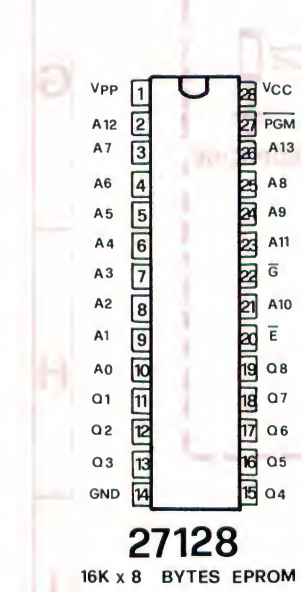 VPP 1 28 VCC
A12 2 27 PGM
A7 3 26 A13
A6 4 25 A8
A5 5 24 A9
A4 6 23 A11
A3 7 22 G
A2 8 21 A10
A1 9 20 E
A0 10 19 Q8
Q1 11 18 Q7
Q2 12 17 Q6
Q3 13 16 Q5
GND 14 15 Q4
27128
16K x 8 BYTES EPROM
G
H